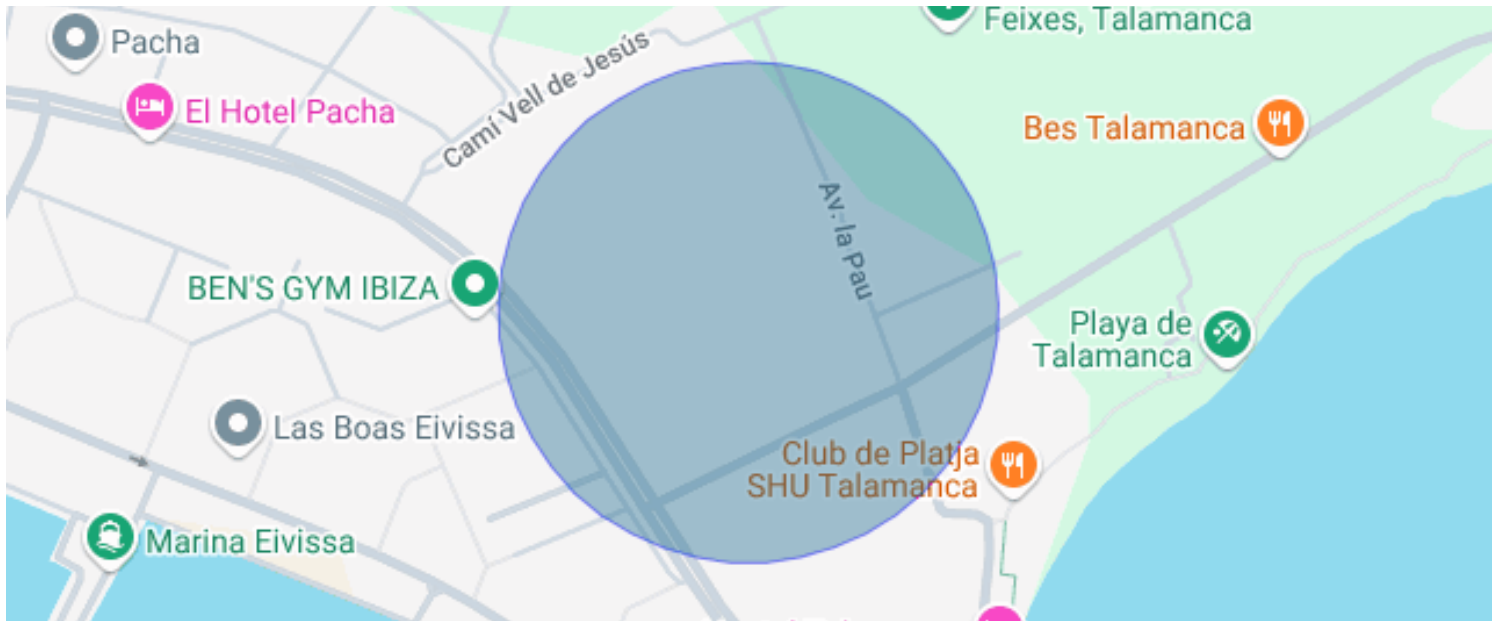 Pacha
El Hotel Pacha
Camí Vell de Jesús
Feixes, Talamanca
Bes Talamanca
Av. la Pau
BEN'S GYM IBIZA
Playa de
Talamanca
Las Boas Eivissa
Club de Platja
SHU Talamanca
Marina Eivissa